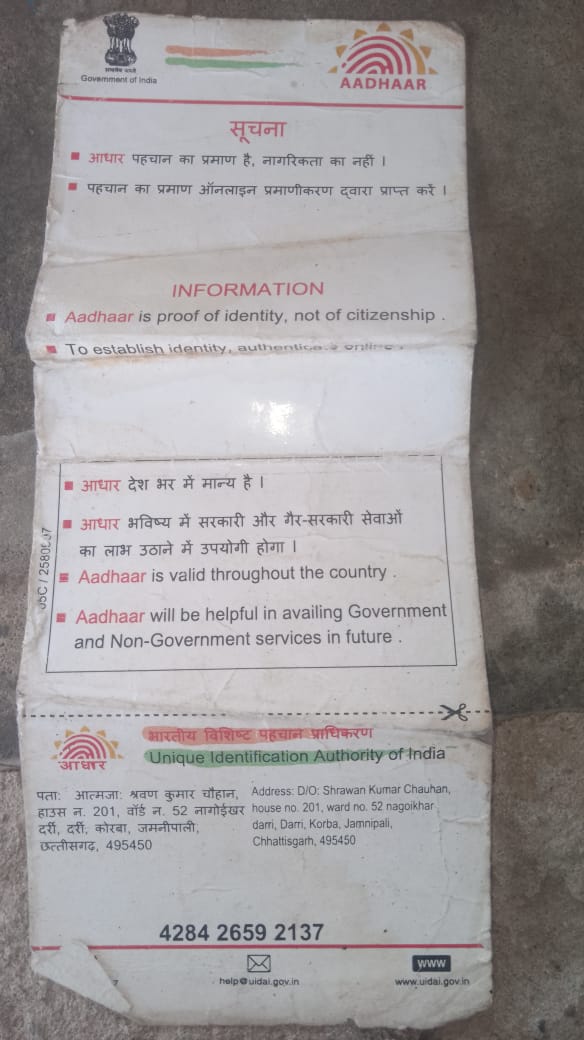 सत्यमेव जयते
Government of India
AADHAAR
सूचना
आधार पहचान का प्रमाण है, नागरिकता का नहीं ।
पहचान का प्रमाण ऑनलाइन प्रमाणीकरण द्वारा प्राप्त करें ।
INFORMATION
Aadhaar is proof of identity, not of citizenship .
To establish identity, online .
आधार देश भर में मान्य है ।
आधार भविष्य में सरकारी और गैर-सरकारी सेवाओं
का लाभ उठाने में उपयोगी होगा ।
Aadhaar is valid throughout the country .
Aadhaar will be helpful in availing Government
and Non-Government services in future .
भारतीय विशिष्ट पहचान प्राधिकरण
Unique Identification Authority of India
आधार
पता: आत्मजा: श्रवण कुमार चौहान,
हाउस न. 201, वॉर्ड न. 52 नागोईखर
दर्री, दर्री, कोरबा, जमनीपाली,
छत्तीसगढ़, 495450
Address: D/O: Shrawan Kumar Chauhan,
house no. 201, ward no. 52 nagoikhar
darri, Darri, Korba, Jamnipali,
Chhattisgarh, 495450
4284 2659 2137
help@uidai.gov.in
www
www.uidai.gov.in